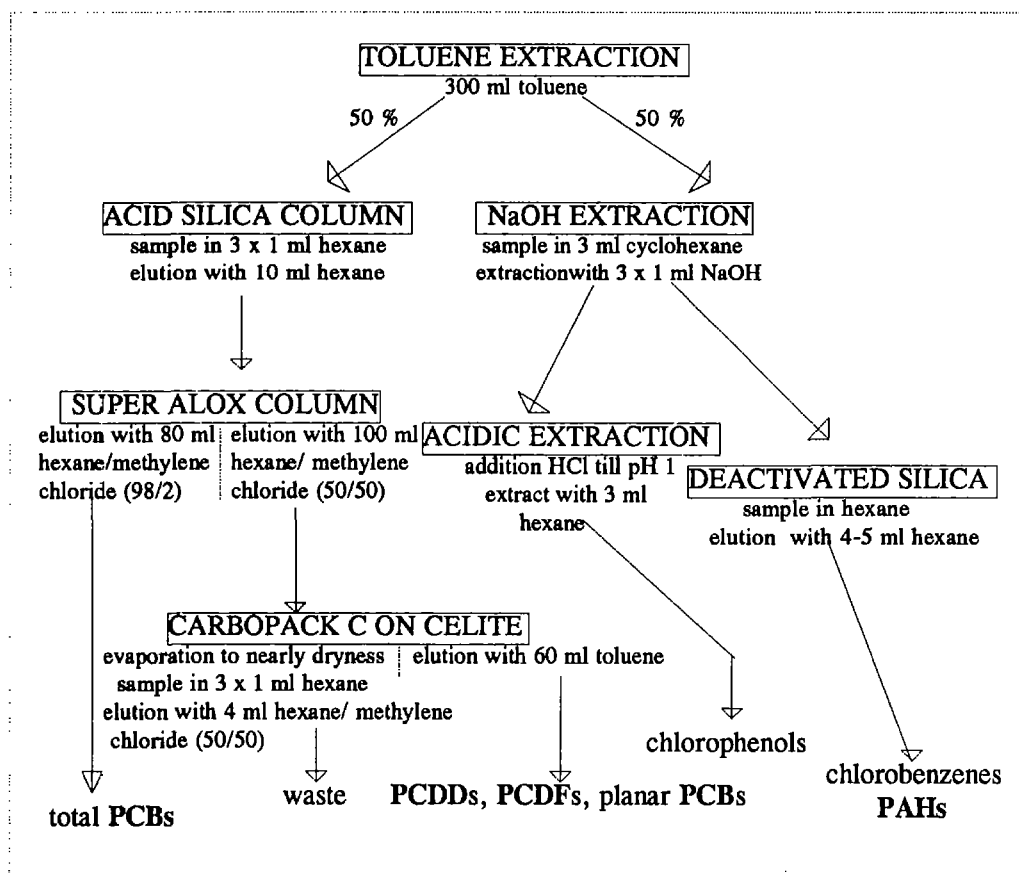 TOLUENE EXTRACTION
300 ml toluene
50 %
50 %
ACID SILICA COLUMN
sample in 3 x 1 ml hexane
elution with 10 ml hexane
NaOH EXTRACTION
sample in 3 ml cyclohexane
extractionwith 3 x 1 ml NaOH
SUPER ALOX COLUMN
elution with 80 ml
hexane/methylene
chloride (98/2)
elution with 100 ml
hexane/ methylene
chloride (50/50)
ACIDIC EXTRACTION
addition HCl till pH 1
extract with 3 ml
hexane
DEACTIVATED SILICA
sample in hexane
elution with 4-5 ml hexane
CARBOPACK C ON CELITE
evaporation to nearly dryness
sample in 3 x 1 ml hexane
elution with 4 ml hexane/ methylene
chloride (50/50)
elution with 60 ml toluene
total PCBs
waste
PCDDs, PCDFs, planar PCBs
chlorophenols
chlorobenzenes
PAHs